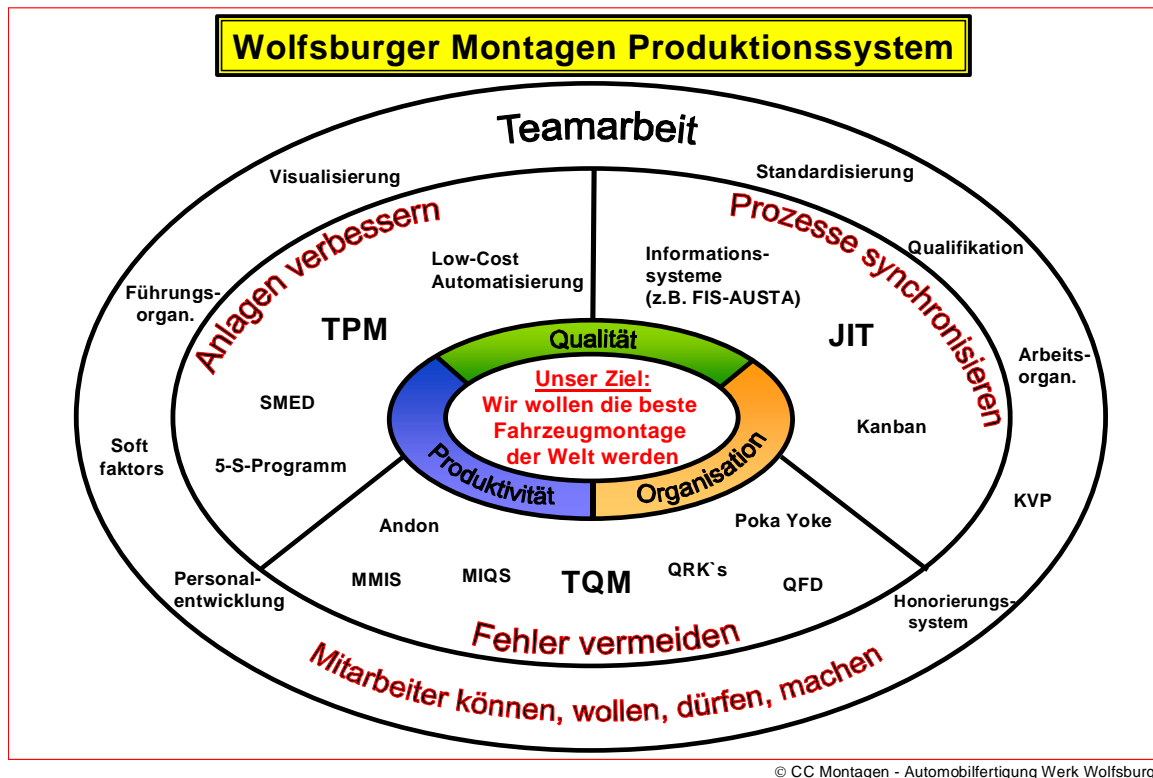 Wolfsburger Montagen Produktionssystem
Teamarbeit
Visualisierung
Standardisierung
Anlagen verbessern
Prozesse synchronisieren
Qualifikation
Low-Cost
Automatisierung
Informations-
systeme
(z.B. FIS-AUSTA)
Führungs-
organ.
TPM
JIT
Qualität
Arbeits-
organ.
Unser Ziel:
Wir wollen die beste
Fahrzeugmontage
der Welt werden
SMED
Kanban
Soft
faktors
5-S-Programm
Produktivität
Organisation
KVP
Andon
Poka Yoke
Personal-
entwicklung
MMIS
MIQS
TQM
QRK`s
QFD
Honorierungs-
system
Fehler vermeiden
Mitarbeiter können, wollen, dürfen, machen
© CC Montagen - Automobilfertigung Werk Wolfsburg